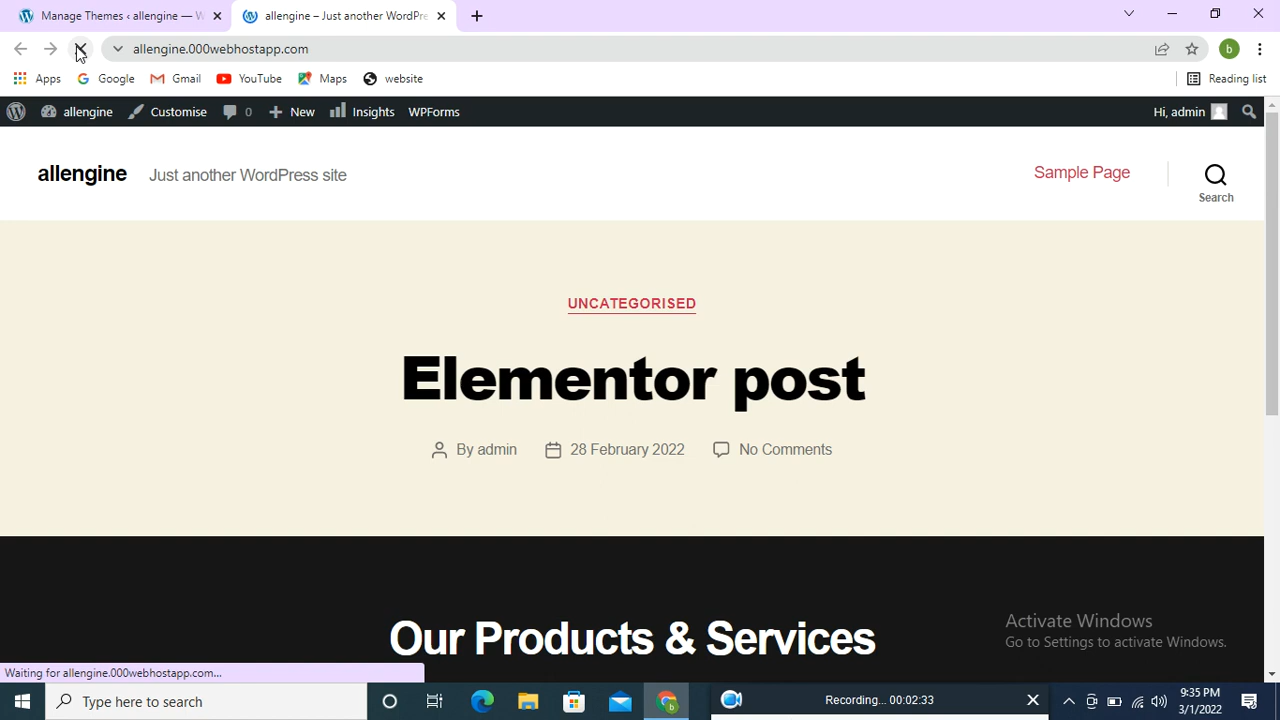 Manage Themes ‹ allengine — W
allengine – Just another WordPre
allengine.000webhostapp.com
b
Apps Google Gmail YouTube Maps website Reading list
allengine Customise 0 New Insights WPForms Hi, admin
allengine Just another WordPress site Sample Page
Search
UNCATEGORISED
Elementor post
By admin 28 February 2022 No Comments
Our Products & Services
Activate Windows
Go to Settings to activate Windows.
Waiting for allengine.000webhostapp.com...
Type here to search
b
Recording... 00:02:33
9:35 PM
3/1/2022